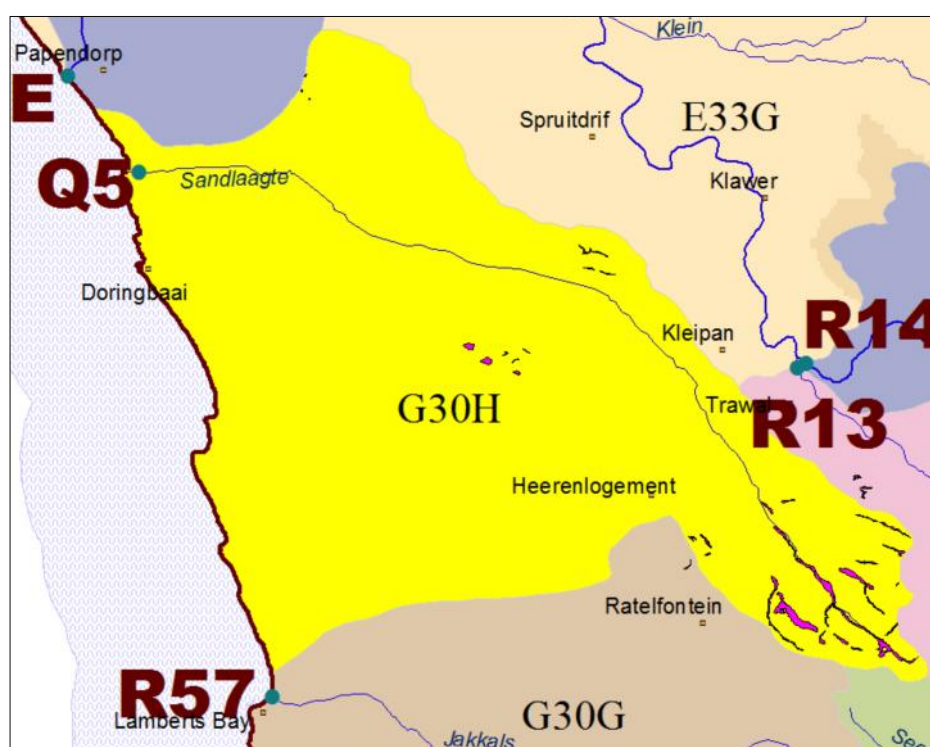 Klein
Papendorp
E
Spruitdrif
E33G
Q5
Sandlaagte
Klawer
Doringbaai
R14
Kleipan
G30H
Trawal
R13
Heerenlogement
Ratelfontein
R57
Lamberts Bay
G30G
Jakkals
See